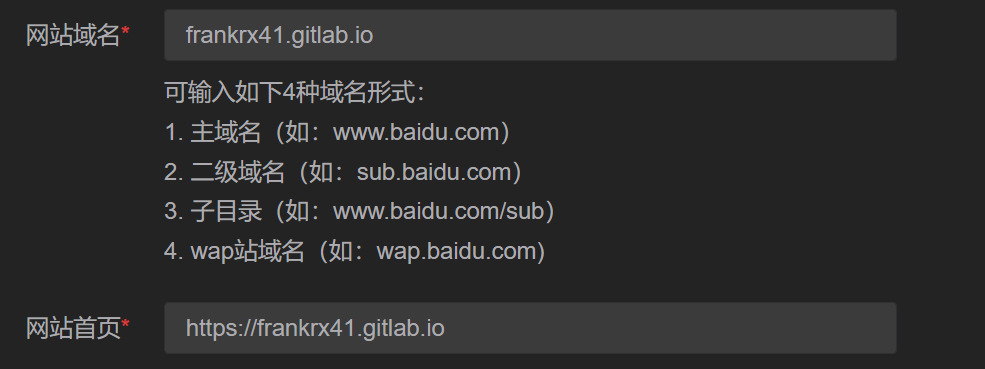 网站域名* frankrx41.gitlab.io
可输入如下4种域名形式：
1. 主域名（如：www.baidu.com）
2. 二级域名（如：sub.baidu.com）
3. 子目录（如：www.baidu.com/sub）
4. wap站域名（如：wap.baidu.com)
网站首页* https://frankrx41.gitlab.io